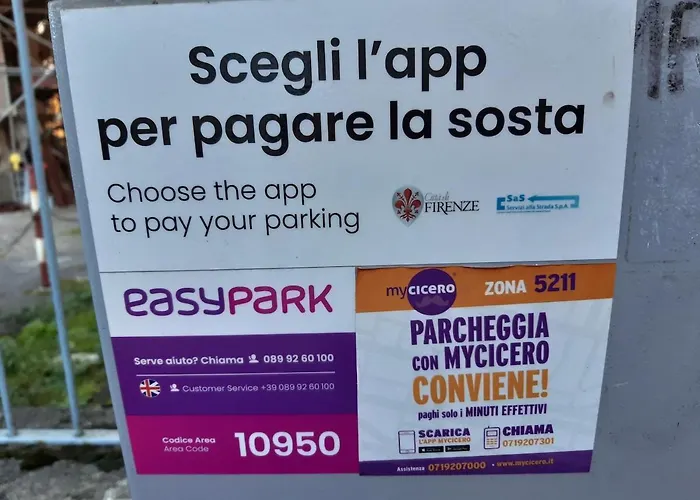 Scegli l'app
per pagare la sosta
Choose the app
to pay your parking
Città di
FIRENZE
SaS
Servizi alla Strada S.p.A.
easypark
Serve aiuto? Chiama 089 92 60 100
Customer Service +39 089 92 60 100
Codice Area
Area Code
10950
mycicero ZONA 5211
PARCHEGGIA
CON MYCICERO
CONVIENE!
paghi solo i MINUTI EFFETTIVI
SCARICA
L'APP MYCICERO
CHIAMA
0719207301
Assistenza 0719207000 • www.mycicero.it